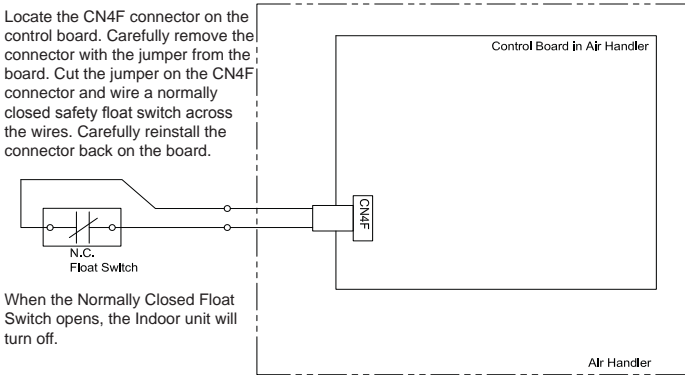 Locate the CN4F connector on the
control board. Carefully remove the
connector with the jumper from the
board. Cut the jumper on the CN4F
connector and wire a normally
closed safety float switch across
the wires. Carefully reinstall the
connector back on the board.
Control Board in Air Handler
CN4F
N.C.
Float Switch
When the Normally Closed Float
Switch opens, the Indoor unit will
turn off.
Air Handler